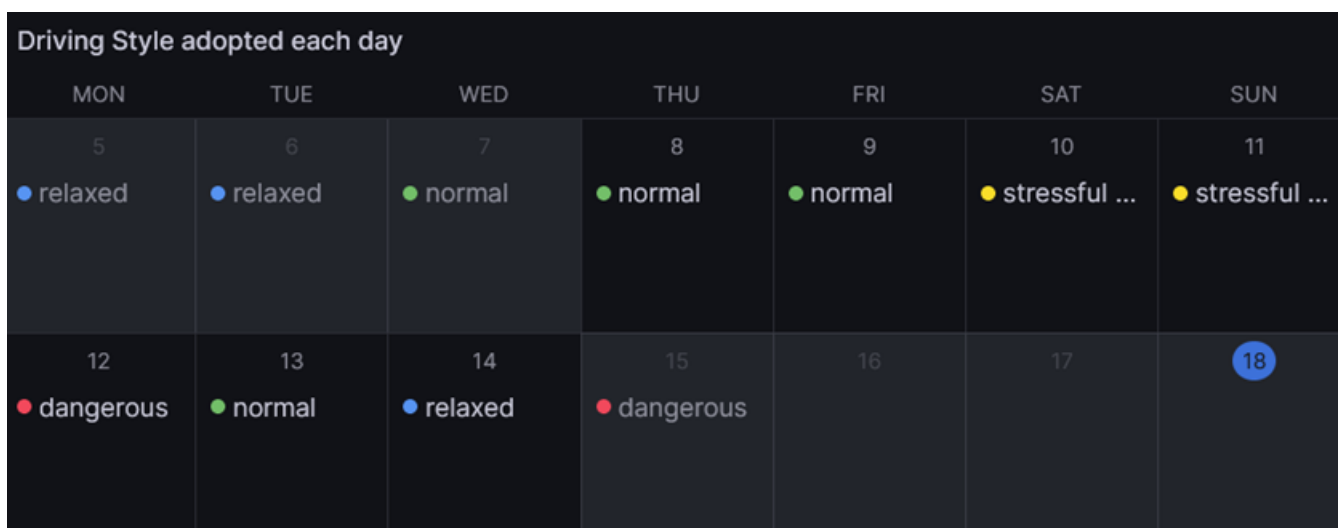 Driving Style adopted each day
MON TUE WED THU FRI SAT SUN
5 6 7 8 9 10 11
relaxed relaxed normal normal normal stressful ... stressful ...
12 13 14 15 16 17 18
dangerous normal relaxed dangerous